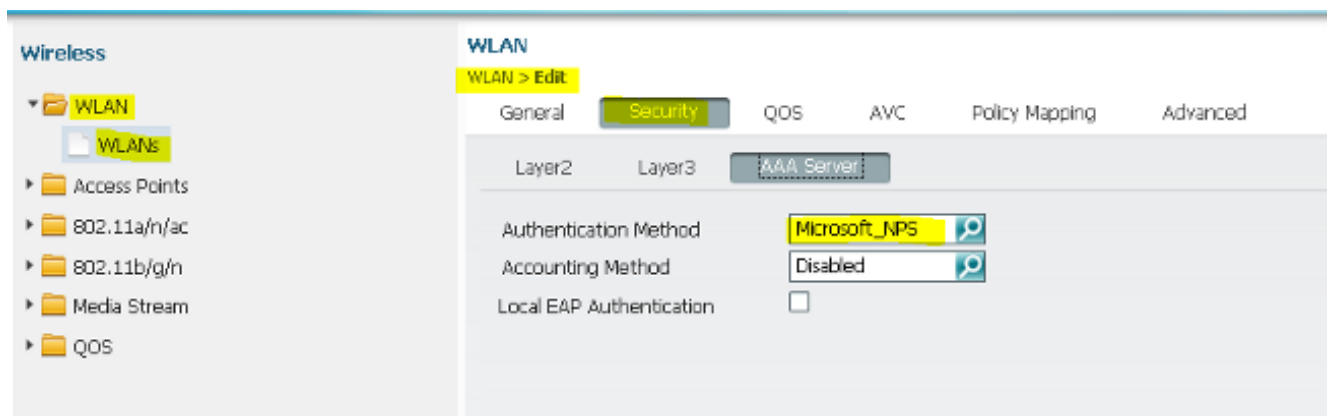 Wireless
WLAN
WLANs
Access Points
802.11a/n/ac
802.11b/g/n
Media Stream
QOS
WLAN
WLAN > Edit
General Security QOS AVC Policy Mapping Advanced
Layer2 Layer3 AAA Server
Authentication Method Microsoft_NPS
Accounting Method Disabled
Local EAP Authentication